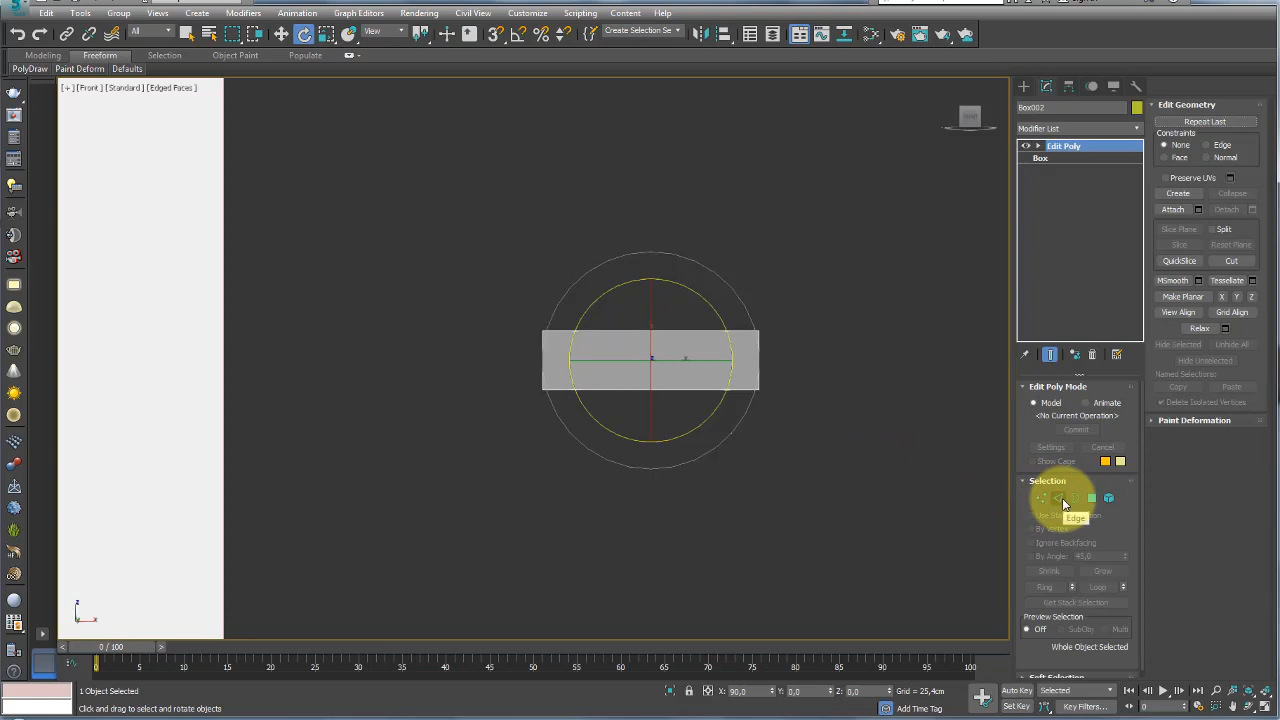 Edit Tools Group Views Create Modifiers Animation Graph Editors Rendering Civil View Customize Scripting Content Help
All View Create Selection Se
Modeling Freeform Selection Object Paint Populate
PolyDraw Paint Deform Defaults
[+] [Front] [Standard] [Edged Faces]
Box002
Modifier List
Edit Poly
Box
Edit Poly Mode
Model Animate
<No Current Operation>
Commit
Settings Cancel
Show Cage
Selection
Edge
By Vertex
Ignore Backfacing
By Angle: 45,0
Shrink Grow
Ring Loop
Get Stack Selection
Preview Selection
Off SubObj Multi
Whole Object Selected
Soft Selection
Edit Geometry
Repeat Last
Constraints
None Edge
Face Normal
Preserve UVs
Create Collapse
Attach Detach
Slice Plane Split
Slice Reset Plane
QuickSlice Cut
MSmooth Tessellate
Make Planar X Y Z
View Align Grid Align
Relax
Hide Selected Unhide All
Hide Unselected
Named Selections:
Copy Paste
Delete Isolated Vertices
Paint Deformation
z
x
< 0 / 100 >
0 5 10 15 20 25 30 35 40 45 50 55 60 65 70 75 80 85 90 95 100
1 Object Selected X: 90,0 Y: 0,0 Z: 0,0 Grid = 25,4cm Auto Key Selected
Click and drag to select and rotate objects Add Time Tag Set Key Key Filters... 0